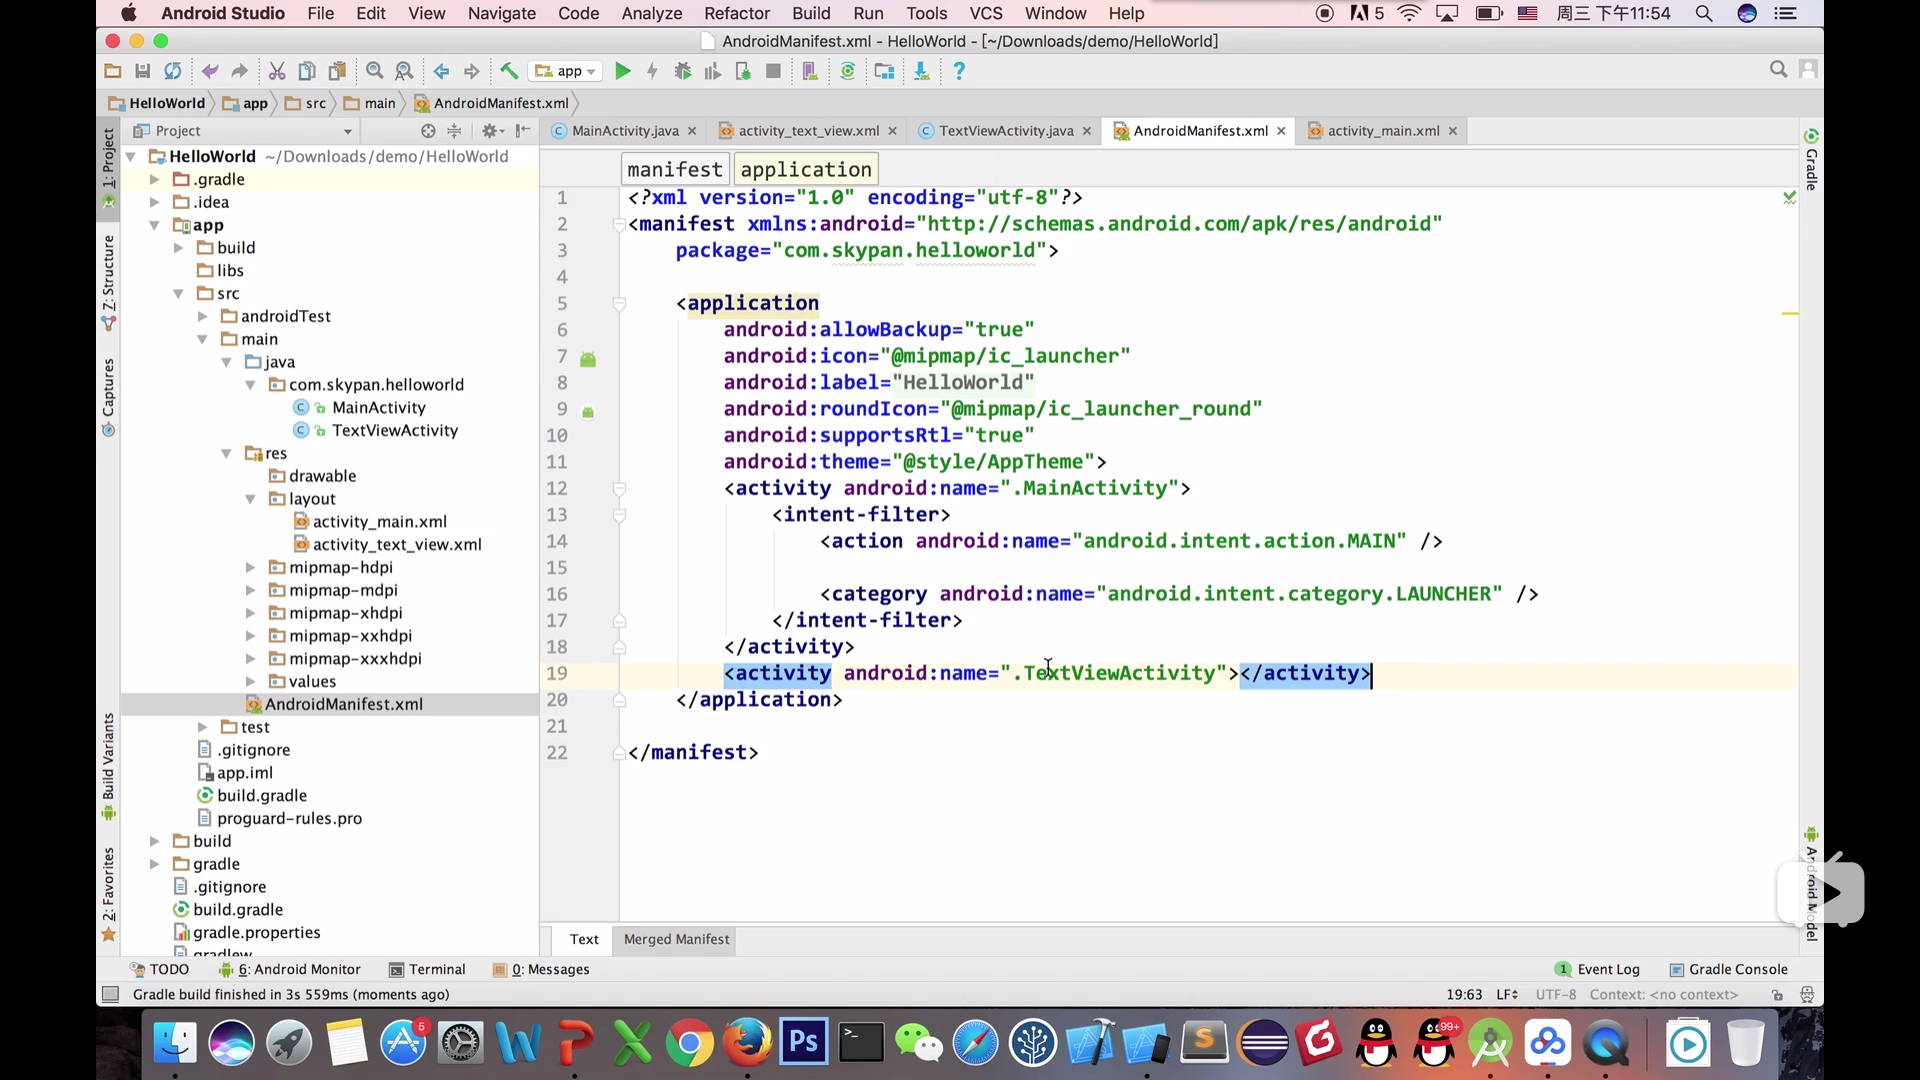 Android Studio File Edit View Navigate Code Analyze Refactor Build Run Tools VCS Window Help 5 周三 下午11:54
AndroidManifest.xml - HelloWorld - [~/Downloads/demo/HelloWorld]
app
HelloWorld app src main AndroidManifest.xml
Project
MainActivity.java activity_text_view.xml TextViewActivity.java AndroidManifest.xml activity_main.xml
1: Project
Z: Structure
Captures
Build Variants
2: Favorites
HelloWorld ~/Downloads/demo/HelloWorld
.gradle
.idea
app
build
libs
src
androidTest
main
java
com.skypan.helloworld
MainActivity
TextViewActivity
res
drawable
layout
activity_main.xml
activity_text_view.xml
mipmap-hdpi
mipmap-mdpi
mipmap-xhdpi
mipmap-xxhdpi
mipmap-xxxhdpi
values
AndroidManifest.xml
test
.gitignore
app.iml
build.gradle
proguard-rules.pro
build
gradle
.gitignore
build.gradle
gradle.properties
gradlew
manifest application
1 <?xml version="1.0" encoding="utf-8"?>
2 <manifest xmlns:android="http://schemas.android.com/apk/res/android"
3 package="com.skypan.helloworld">
4
5 <application
6 android:allowBackup="true"
7 android:icon="@mipmap/ic_launcher"
8 android:label="HelloWorld"
9 android:roundIcon="@mipmap/ic_launcher_round"
10 android:supportsRtl="true"
11 android:theme="@style/AppTheme">
12 <activity android:name=".MainActivity">
13 <intent-filter>
14 <action android:name="android.intent.action.MAIN" />
15
16 <category android:name="android.intent.category.LAUNCHER" />
17 </intent-filter>
18 </activity>
19 <activity android:name=".TextViewActivity"></activity>
20 </application>
21
22 </manifest>
Gradle
Android Model
Text Merged Manifest
TODO 6: Android Monitor Terminal 0: Messages 1 Event Log Gradle Console
Gradle build finished in 3s 559ms (moments ago) 19:63 LF UTF-8 Context: <no context>
5 Ps S 99+